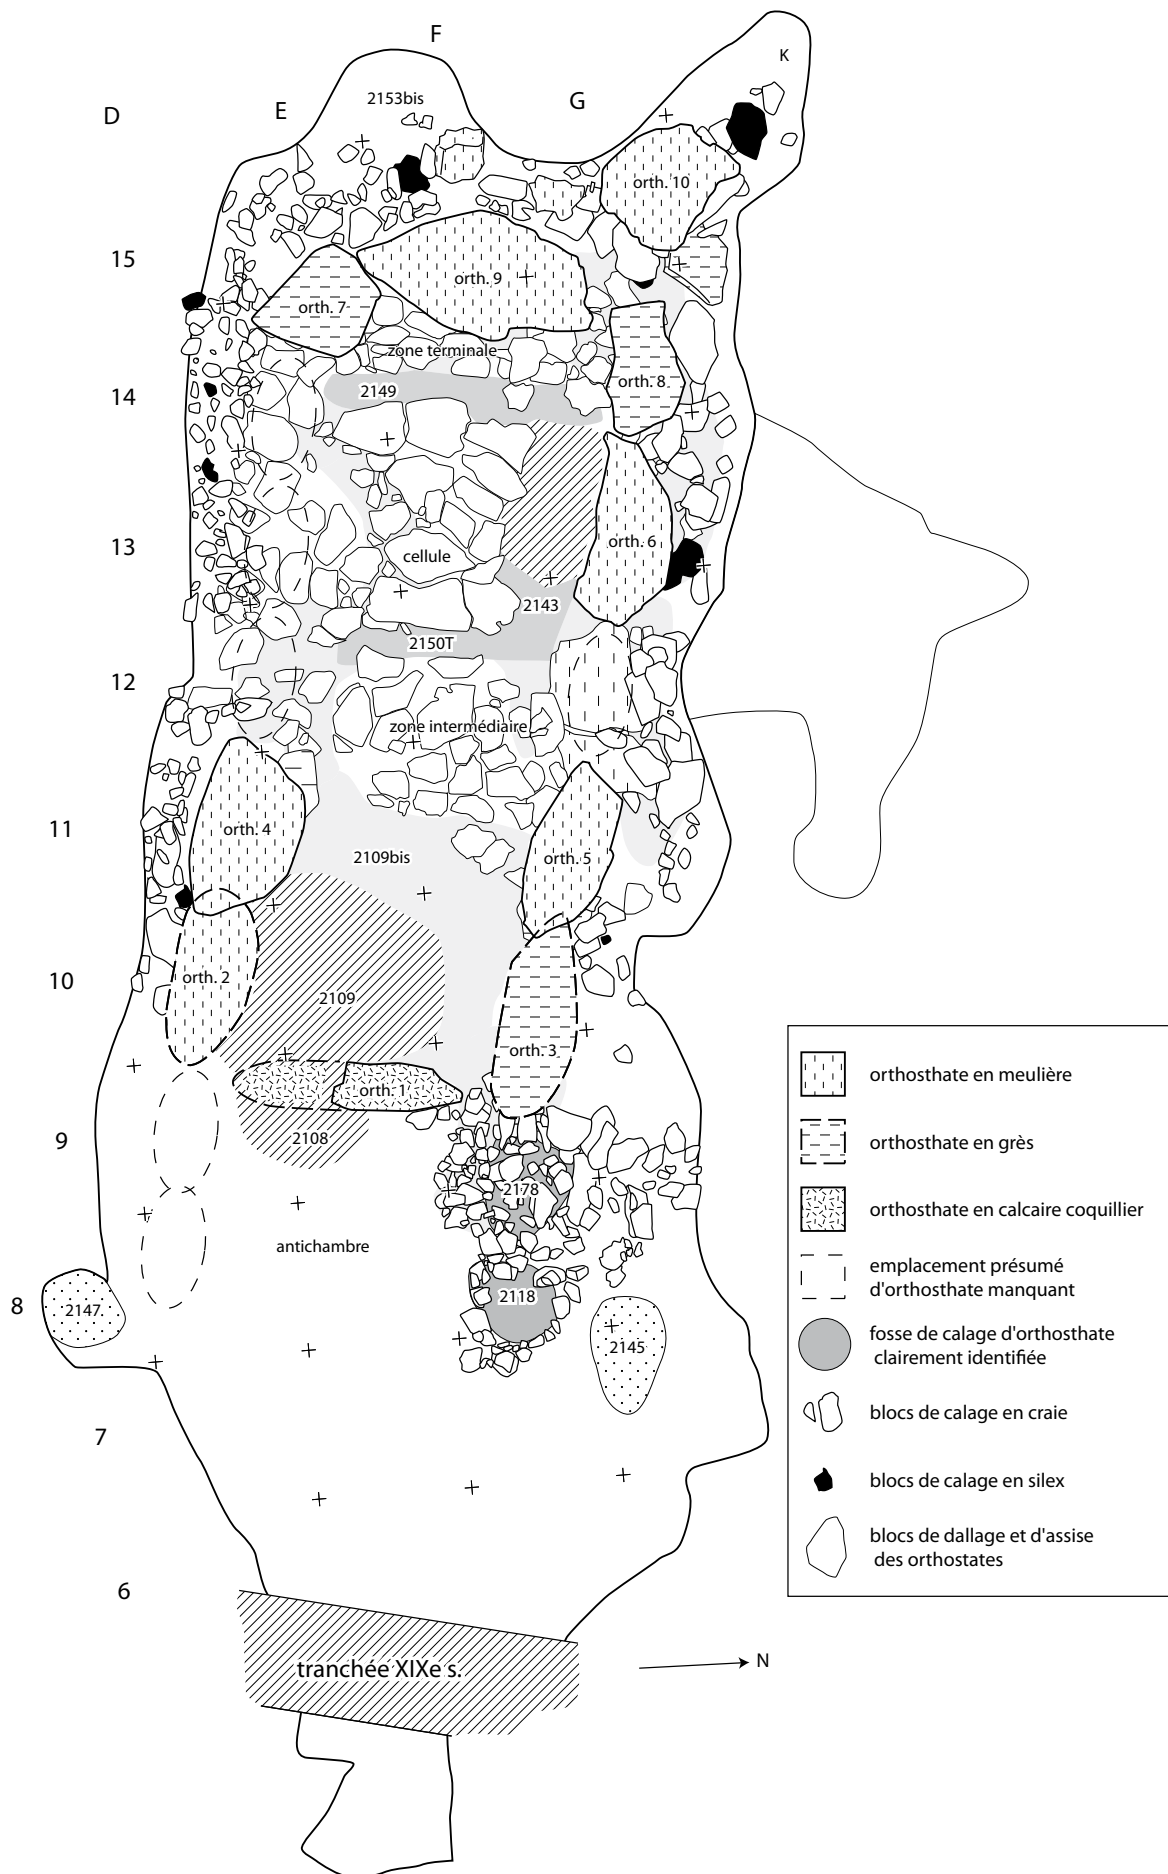 F
K
G
2153bis
E
D
orth. 10
15
orth. 9
orth. 7
zone terminale
orth. 8
2149
14
orth. 6
13
cellule
2143
2150T
12
zone intermédiaire
11
orth. 4
2109bis
orth. 5
orth. 2
10
2109
orth. 3
orth. 1
9
2108
2178
antichambre
2118
8
2147
2145
7
6
tranchée XIXe s.
N
orthosthate en meulière
orthosthate en grès
orthosthate en calcaire coquillier
emplacement présumé
d'orthosthate manquant
fosse de calage d'orthosthate
clairement identifiée
blocs de calage en craie
blocs de calage en silex
blocs de dallage et d'assise
des orthostates